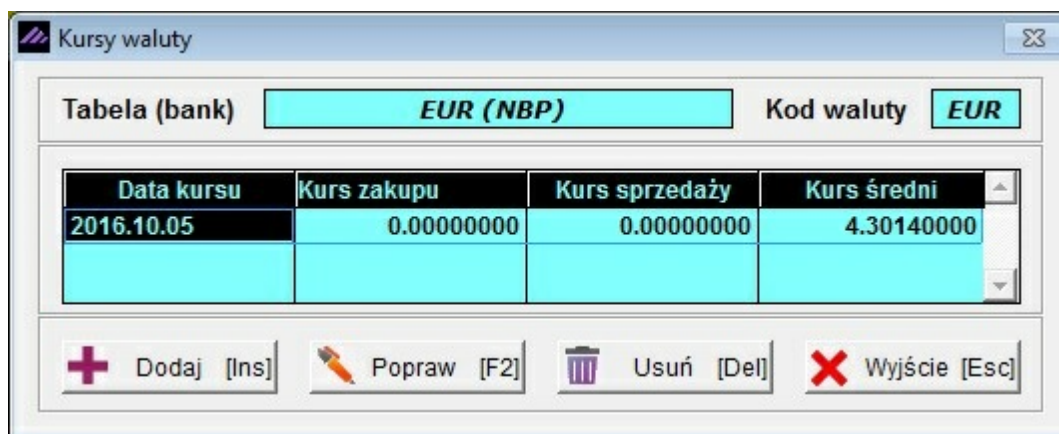 Kursy waluty
Tabela (bank) EUR (NBP) Kod waluty EUR
Data kursu Kurs zakupu Kurs sprzedaży Kurs średni
2016.10.05 0.00000000 0.00000000 4.30140000
Dodaj [Ins] Popraw [F2] Usuń [Del] Wyjście [Esc]